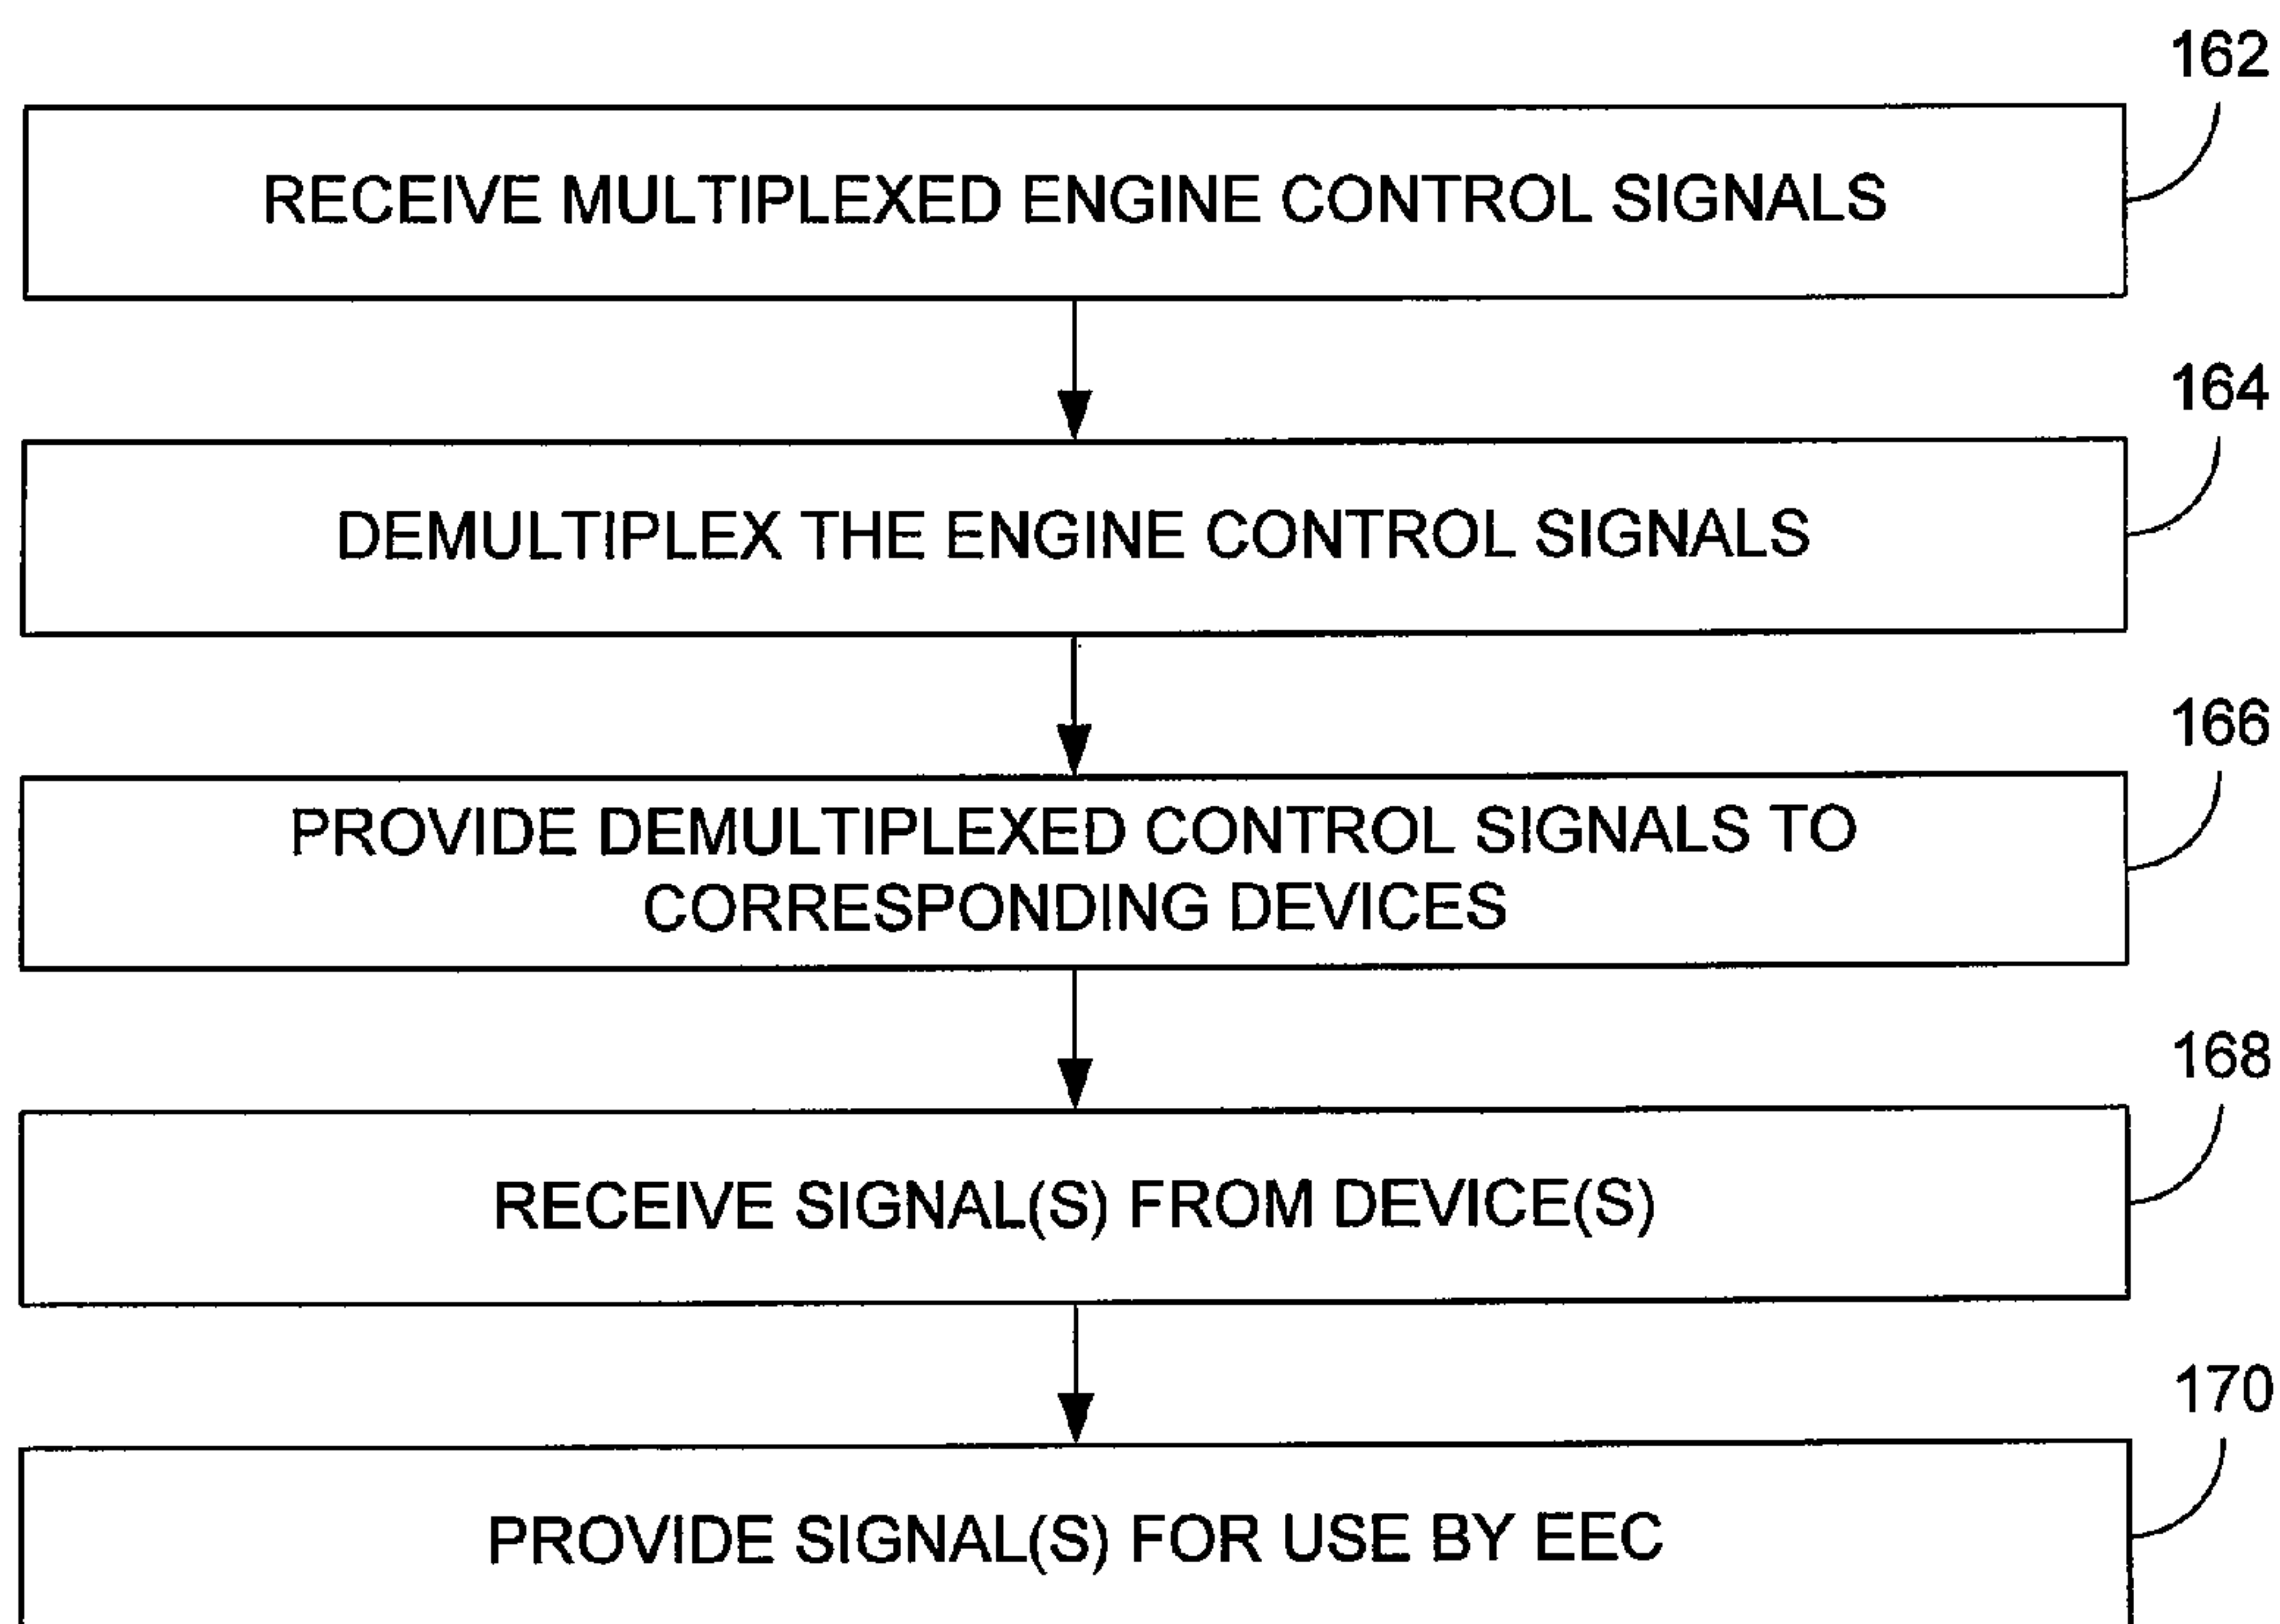 162
RECEIVE MULTIPLEXED ENGINE CONTROL SIGNALS
164
DEMULTIPLEX THE ENGINE CONTROL SIGNALS
166
PROVIDE DEMULTIPLEXED CONTROL SIGNALS TO
CORRESPONDING DEVICES
168
RECEIVE SIGNAL(S) FROM DEVICE(S)
170
PROVIDE SIGNAL(S) FOR USE BY EEC